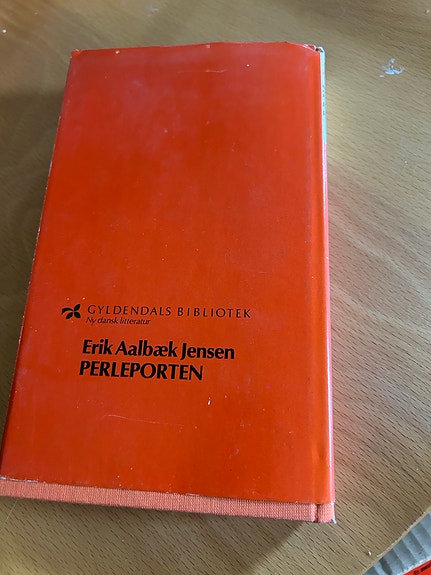 GYLDENDALS BIBLIOTEK
Ny dansk litteratur
Erik Aalbæk Jensen
PERLEPORTEN